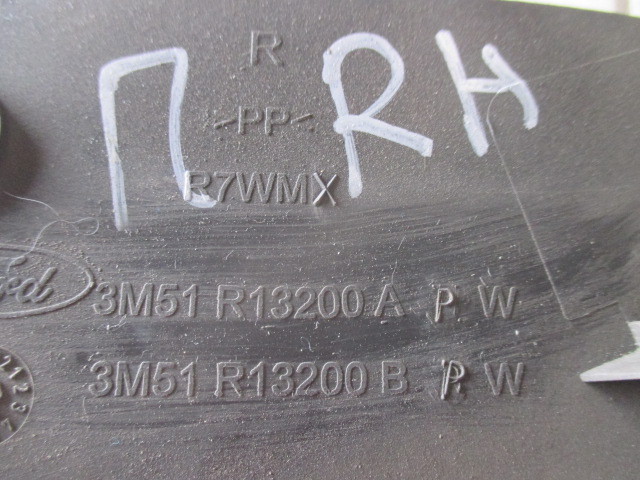 R
П RH
>PP<
R7WMX
Ford
3M51 R13200 A P W
3M51 R13200 B P W